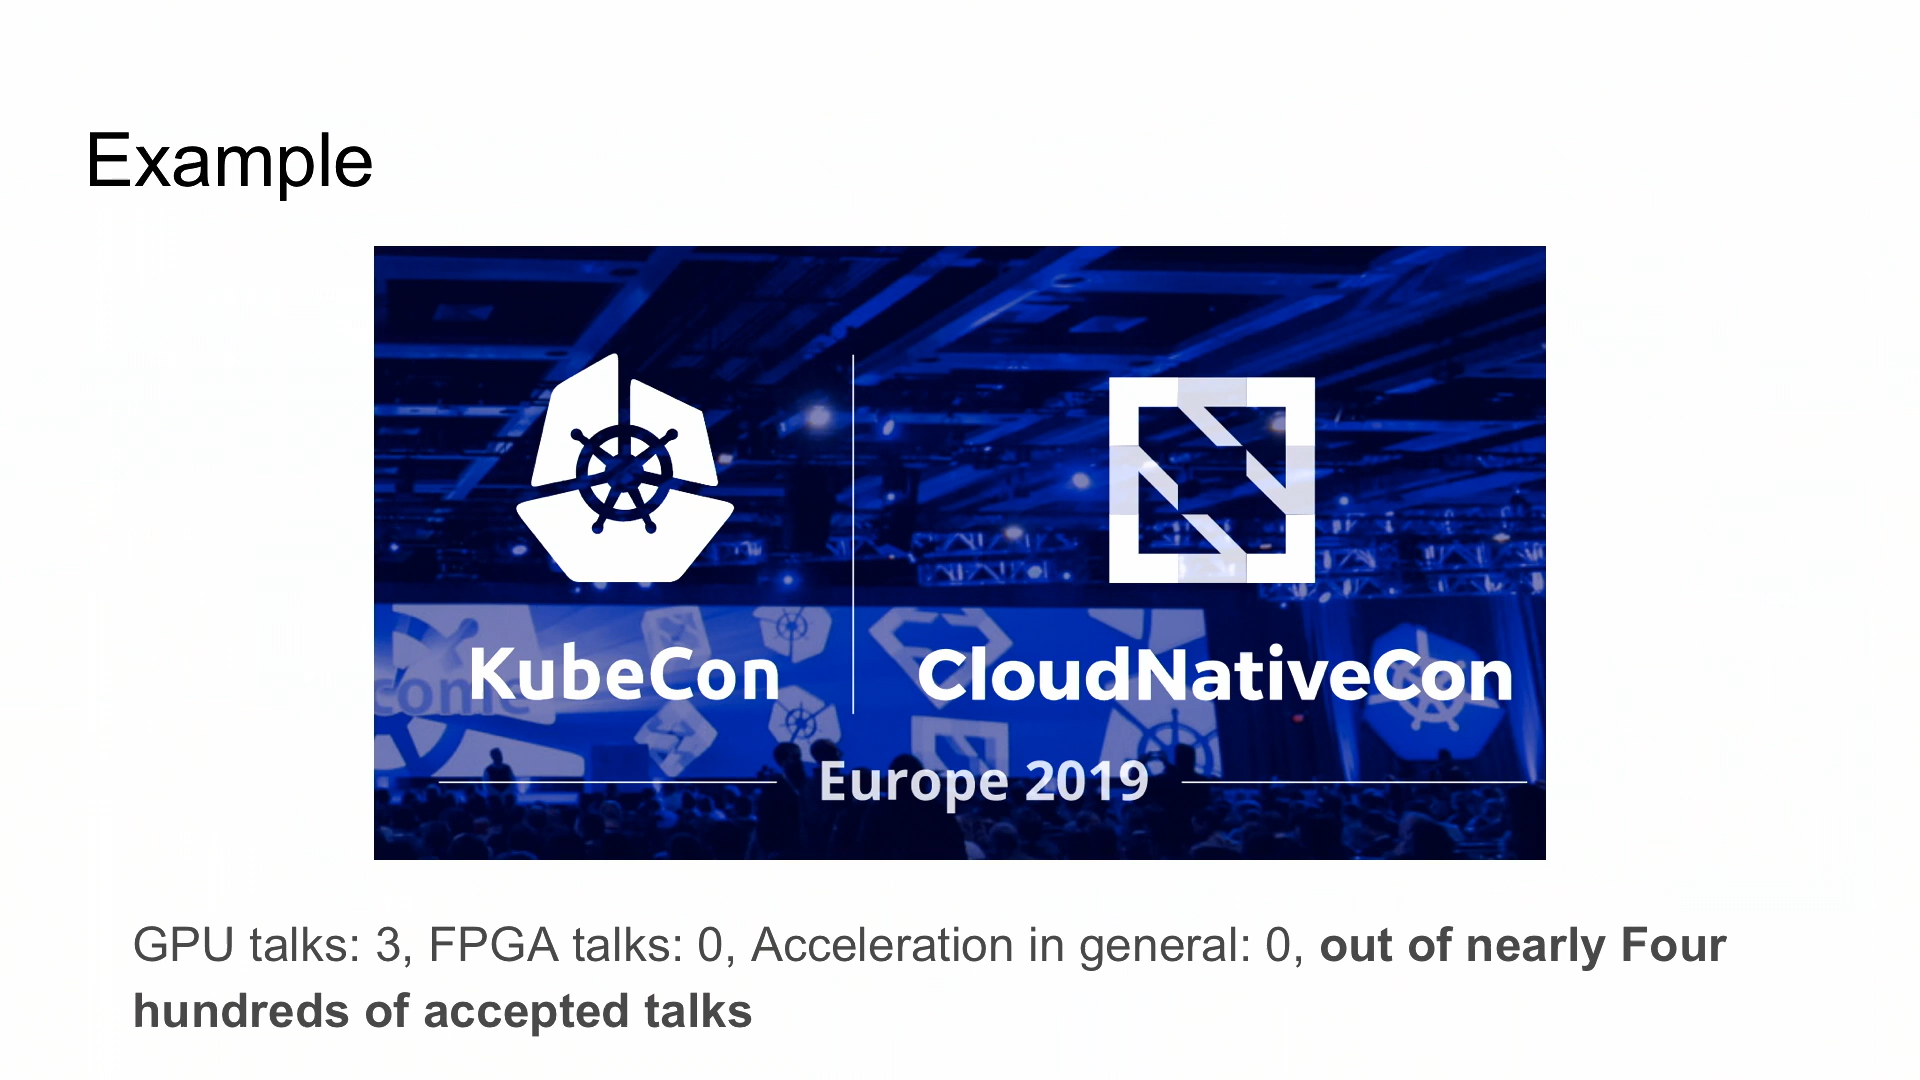 Example
KubeCon
CloudNativeCon
Europe 2019
GPU talks: 3, FPGA talks: 0, Acceleration in general: 0, out of nearly Four
hundreds of accepted talks